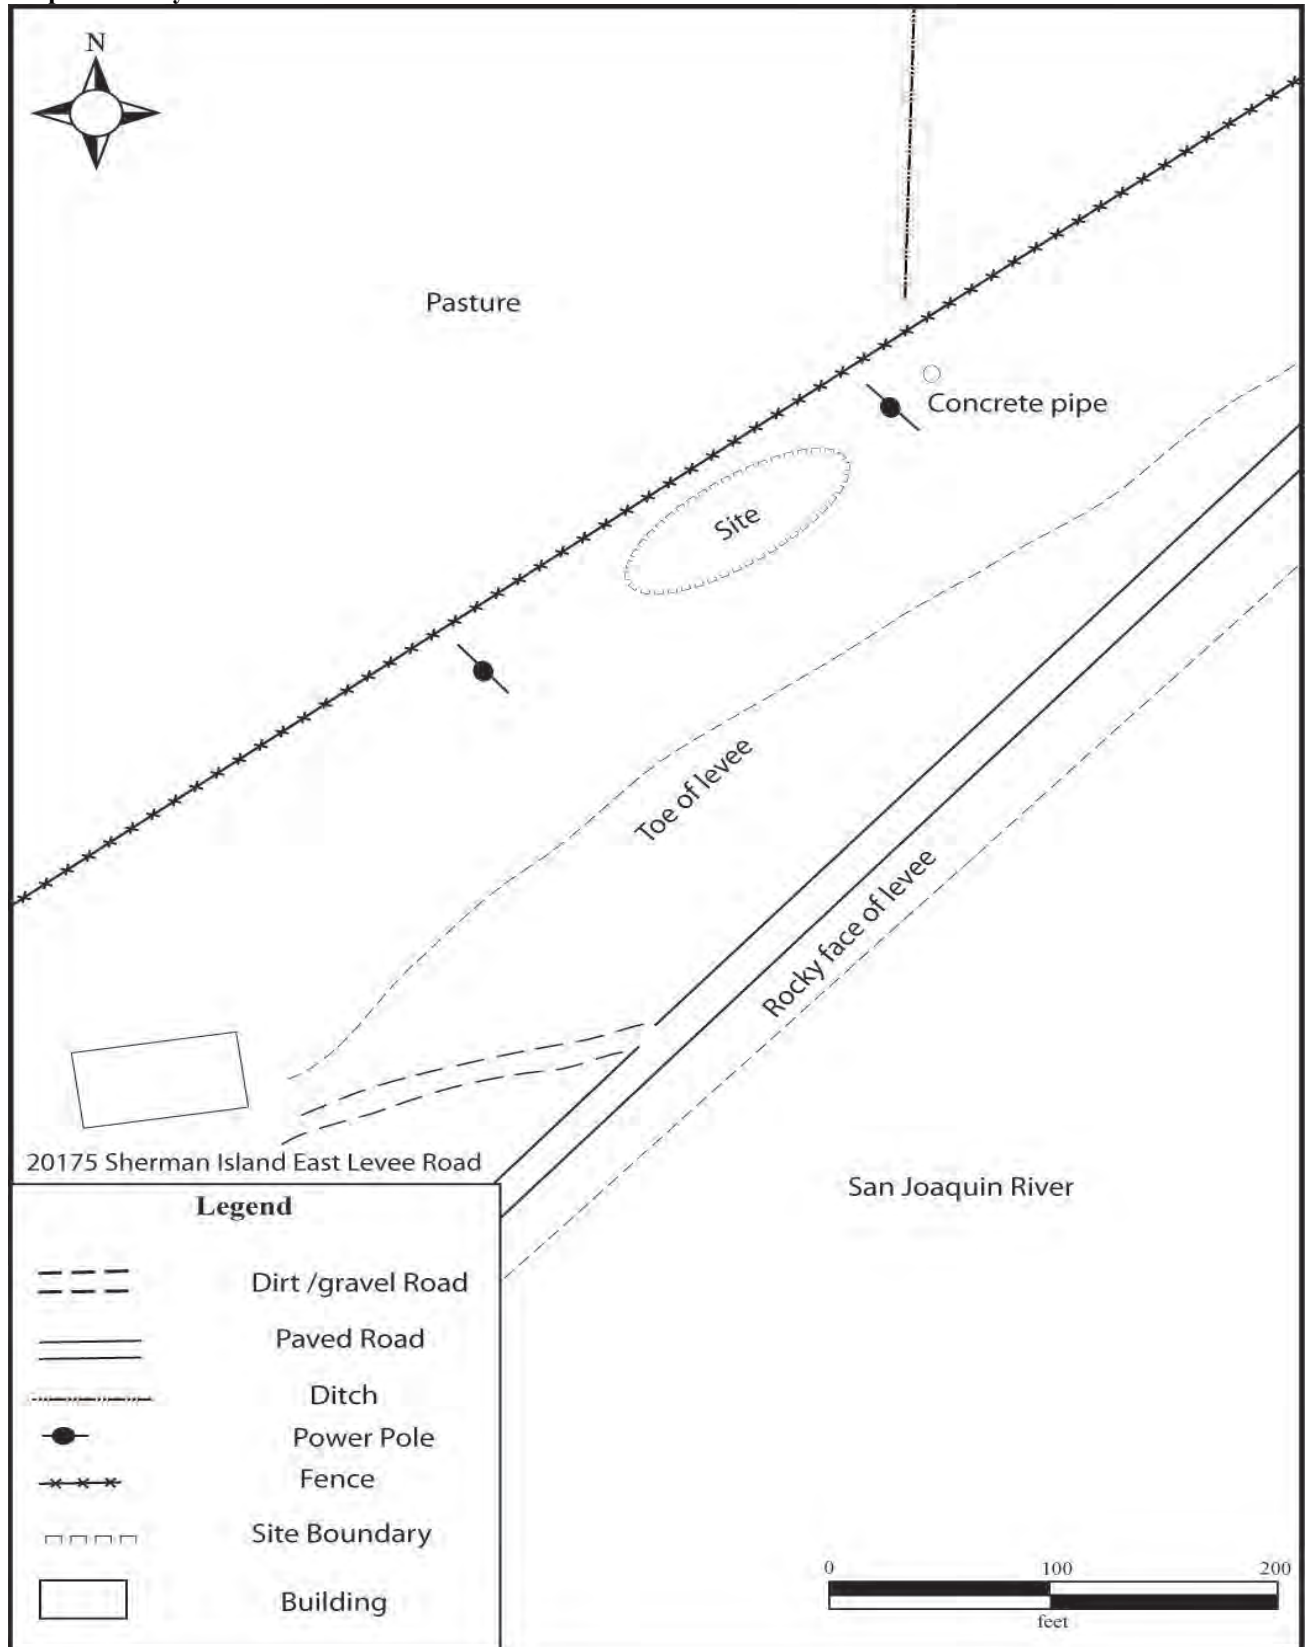 N
Pasture
Concrete pipe
Site
Toe of levee
Rocky face of levee
20175 Sherman Island East Levee Road
San Joaquin River
Legend
Dirt /gravel Road
Paved Road
Ditch
Power Pole
Fence
Site Boundary
Building
0 100 200
feet